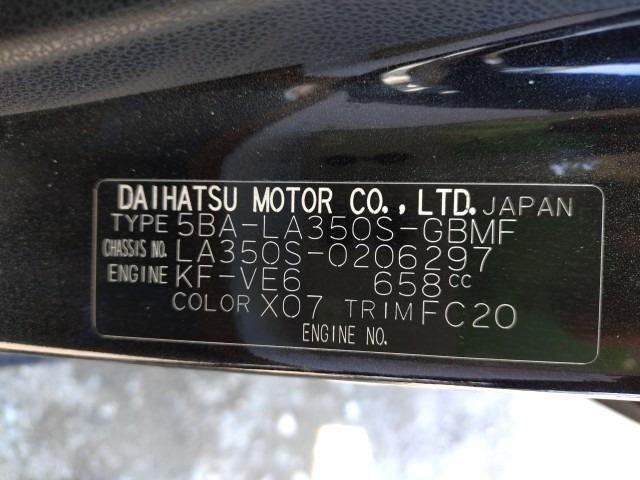 DAIHATSU MOTOR CO., LTD. JAPAN
TYPE 5BA-LA350S-GBMF
CHASSIS NO. LA350S-0206297
ENGINE KF-VE6 658cc
COLOR X07 TRIM FC20
ENGINE NO.